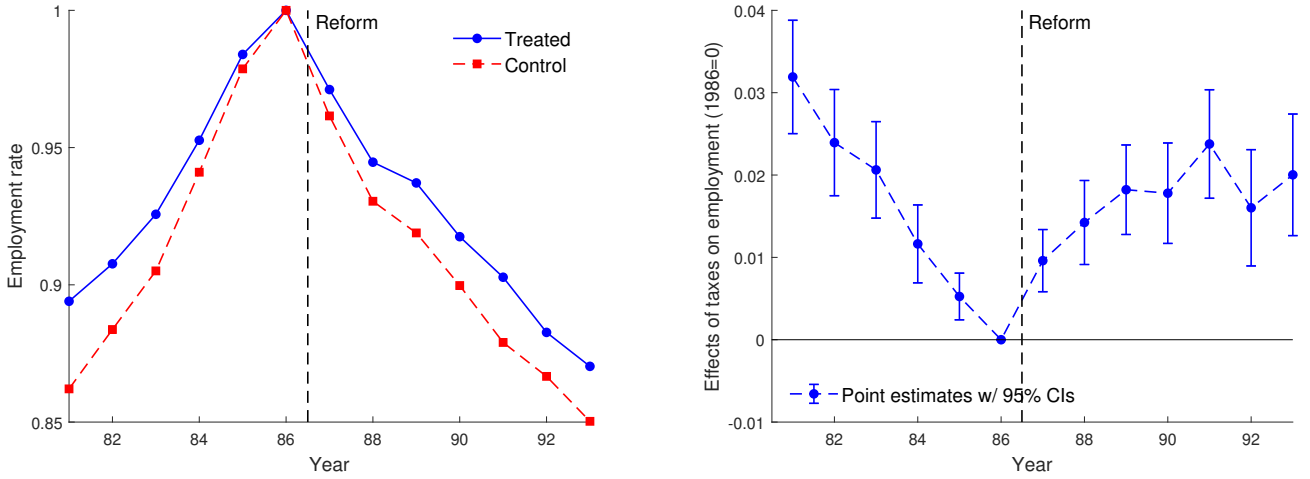 Employment rate
1
0.95
0.9
0.85
82
84
86
88
90
92
Year
Reform
Treated
Control
Effects of taxes on employment (1986=0)
0.04
0.03
0.02
0.01
0
-0.01
82
84
86
88
90
92
Year
Reform
Point estimates w/ 95% CIs